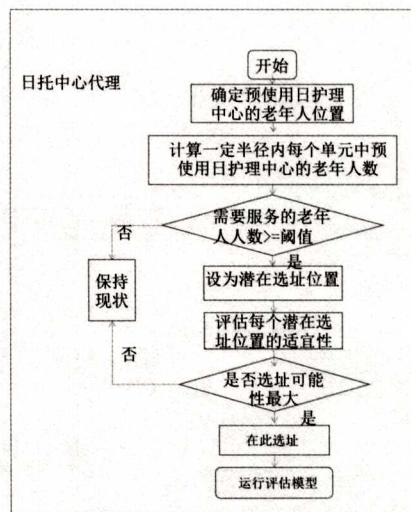 开始
日托中心代理
确定预使用日护理
中心的老年人位置
计算一定半径内每个单元中预
使用日护理中心的老年人数
需要服务的老年
人人数>=阈值
否
是
保持
现状
设为潜在选址位置
评估每个潜在选
址位置的适宜性
否
是否选址可能
性最大
是
在此选址
运行评估模型